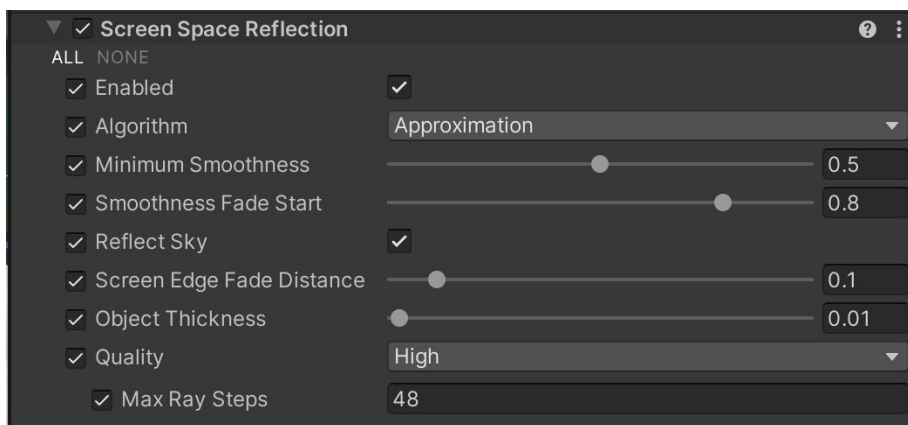 Screen Space Reflection
ALL NONE
Enabled
Algorithm Approximation
Minimum Smoothness 0.5
Smoothness Fade Start 0.8
Reflect Sky
Screen Edge Fade Distance 0.1
Object Thickness 0.01
Quality High
Max Ray Steps 48